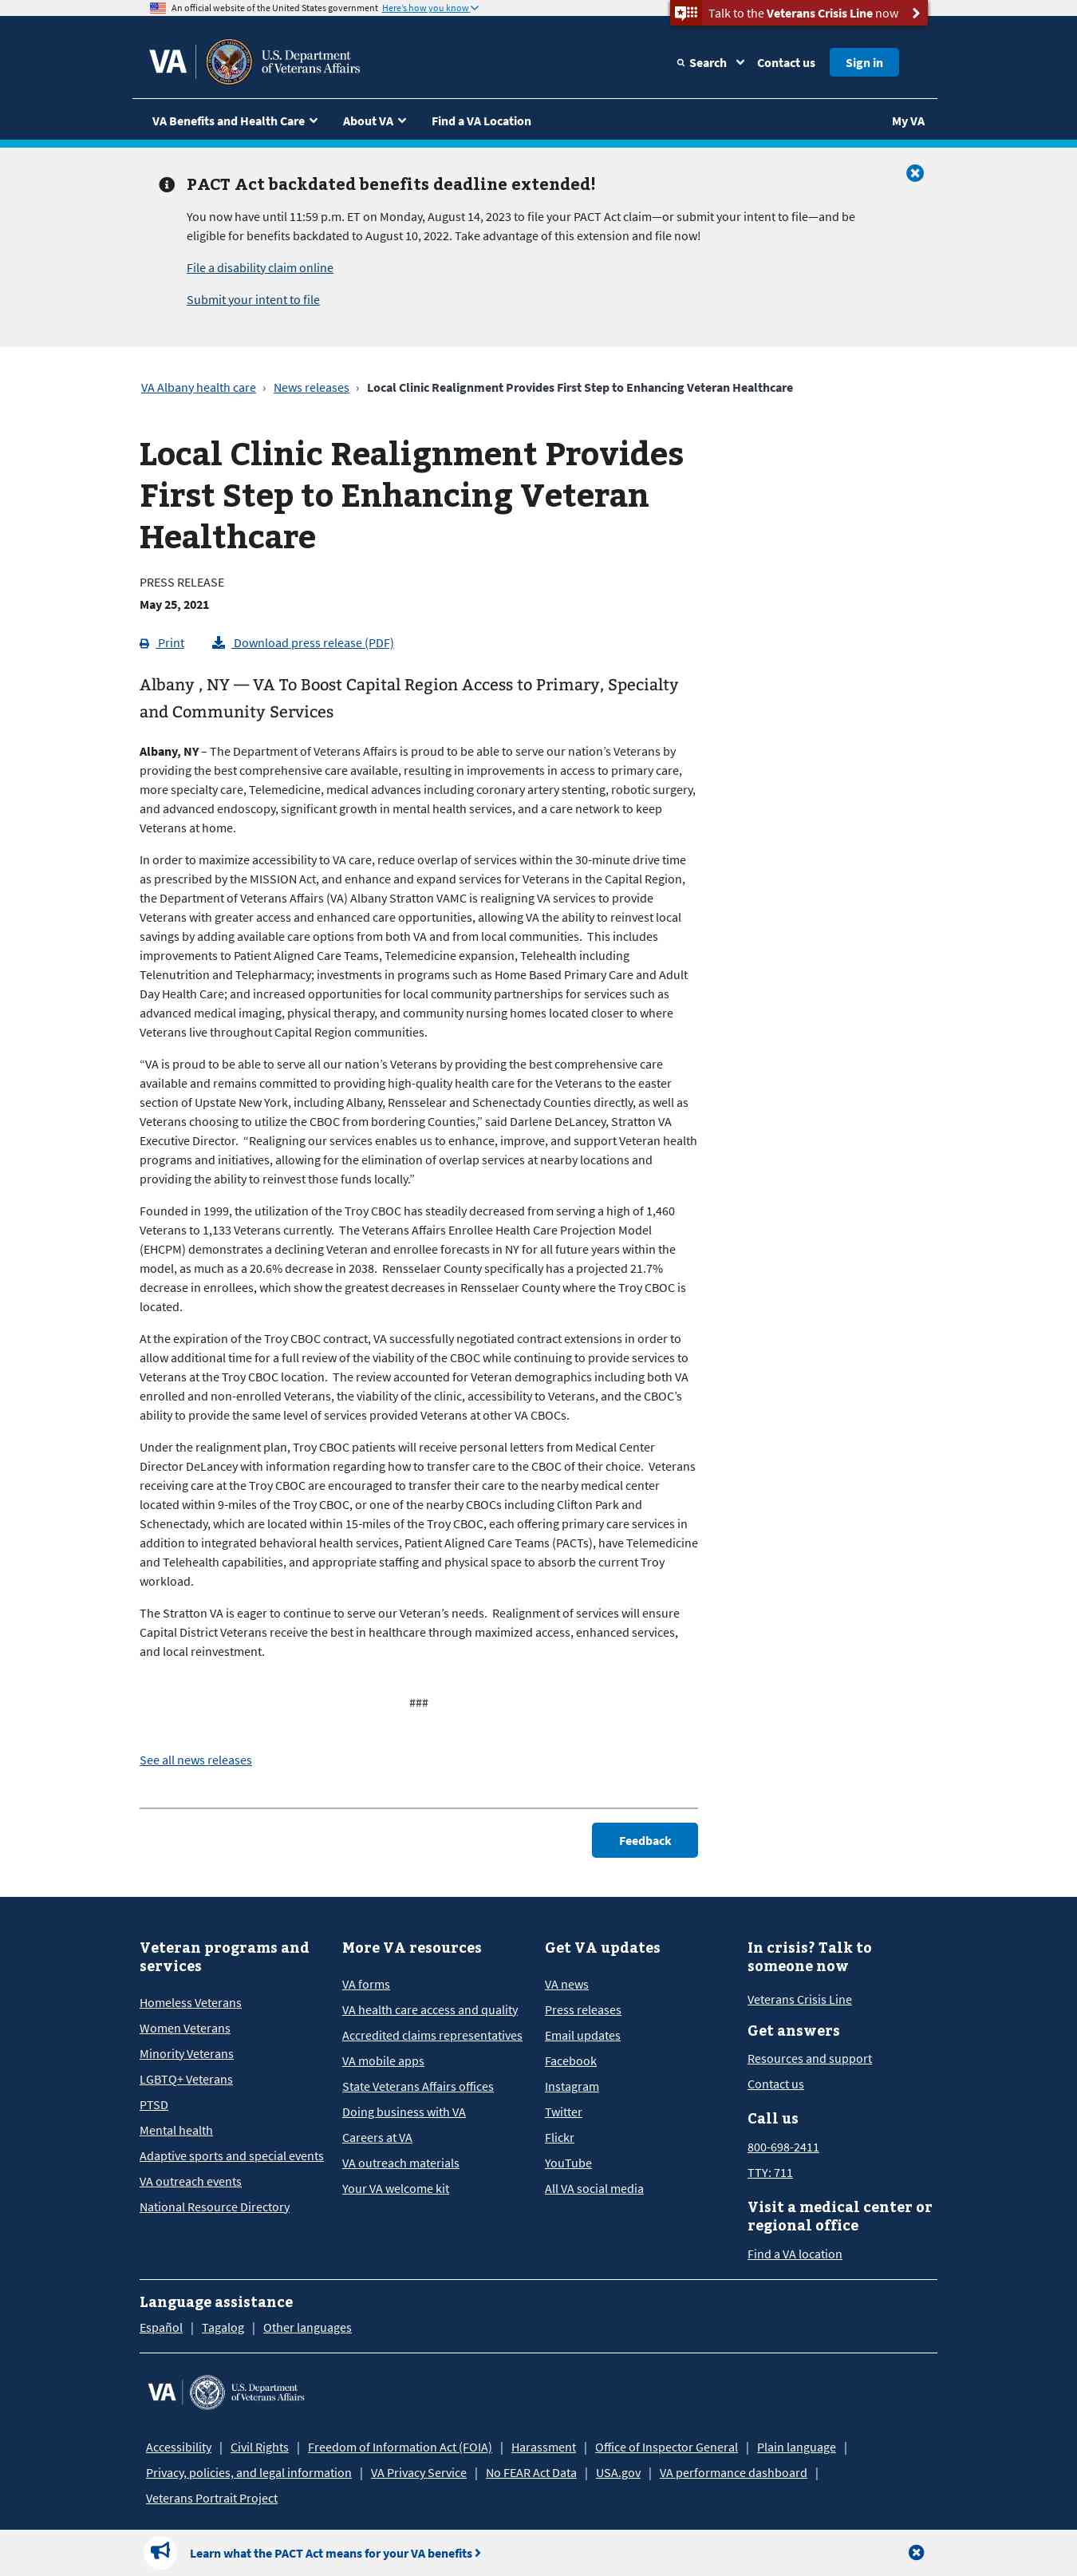 An official website of the United States government Here's how you know
Talk to the Veterans Crisis Line now
VA U.S. Department of Veterans Affairs
Search
Contact us
Sign in
VA Benefits and Health Care
About VA
Find a VA Location
My VA
PACT Act backdated benefits deadline extended!
You now have until 11:59 p.m. ET on Monday, August 14, 2023 to file your PACT Act claim—or submit your intent to file—and be
eligible for benefits backdated to August 10, 2022. Take advantage of this extension and file now!
File a disability claim online
Submit your intent to file
VA Albany health care › News releases › Local Clinic Realignment Provides First Step to Enhancing Veteran Healthcare
Local Clinic Realignment Provides
First Step to Enhancing Veteran
Healthcare
PRESS RELEASE
May 25, 2021
Print
Download press release (PDF)
Albany , NY — VA To Boost Capital Region Access to Primary, Specialty
and Community Services
Albany, NY – The Department of Veterans Affairs is proud to be able to serve our nation’s Veterans by
providing the best comprehensive care available, resulting in improvements in access to primary care,
more specialty care, Telemedicine, medical advances including coronary artery stenting, robotic surgery,
and advanced endoscopy, significant growth in mental health services, and a care network to keep
Veterans at home.
In order to maximize accessibility to VA care, reduce overlap of services within the 30-minute drive time
as prescribed by the MISSION Act, and enhance and expand services for Veterans in the Capital Region,
the Department of Veterans Affairs (VA) Albany Stratton VAMC is realigning VA services to provide
Veterans with greater access and enhanced care opportunities, allowing VA the ability to reinvest local
savings by adding available care options from both VA and from local communities.  This includes
improvements to Patient Aligned Care Teams, Telemedicine expansion, Telehealth including
Telenutrition and Telepharmacy; investments in programs such as Home Based Primary Care and Adult
Day Health Care; and increased opportunities for local community partnerships for services such as
advanced medical imaging, physical therapy, and community nursing homes located closer to where
Veterans live throughout Capital Region communities.
“VA is proud to be able to serve all our nation’s Veterans by providing the best comprehensive care
available and remains committed to providing high-quality health care for the Veterans to the easter
section of Upstate New York, including Albany, Rensselear and Schenectady Counties directly, as well as
Veterans choosing to utilize the CBOC from bordering Counties,” said Darlene DeLancey, Stratton VA
Executive Director.  “Realigning our services enables us to enhance, improve, and support Veteran health
programs and initiatives, allowing for the elimination of overlap services at nearby locations and
providing the ability to reinvest those funds locally.”
Founded in 1999, the utilization of the Troy CBOC has steadily decreased from serving a high of 1,460
Veterans to 1,133 Veterans currently.  The Veterans Affairs Enrollee Health Care Projection Model
(EHCPM) demonstrates a declining Veteran and enrollee forecasts in NY for all future years within the
model, as much as a 20.6% decrease in 2038.  Rensselaer County specifically has a projected 21.7%
decrease in enrollees, which show the greatest decreases in Rensselaer County where the Troy CBOC is
located.
At the expiration of the Troy CBOC contract, VA successfully negotiated contract extensions in order to
allow additional time for a full review of the viability of the CBOC while continuing to provide services to
Veterans at the Troy CBOC location.  The review accounted for Veteran demographics including both VA
enrolled and non-enrolled Veterans, the viability of the clinic, accessibility to Veterans, and the CBOC’s
ability to provide the same level of services provided Veterans at other VA CBOCs.
Under the realignment plan, Troy CBOC patients will receive personal letters from Medical Center
Director DeLancey with information regarding how to transfer care to the CBOC of their choice.  Veterans
receiving care at the Troy CBOC are encouraged to transfer their care to the nearby medical center
located within 9-miles of the Troy CBOC, or one of the nearby CBOCs including Clifton Park and
Schenectady, which are located within 15-miles of the Troy CBOC, each offering primary care services in
addition to integrated behavioral health services, Patient Aligned Care Teams (PACTs), have Telemedicine
and Telehealth capabilities, and appropriate staffing and physical space to absorb the current Troy
workload.
The Stratton VA is eager to continue to serve our Veteran’s needs.  Realignment of services will ensure
Capital District Veterans receive the best in healthcare through maximized access, enhanced services,
and local reinvestment.
###
See all news releases
Feedback
Veteran programs and
services
Homeless Veterans
Women Veterans
Minority Veterans
LGBTQ+ Veterans
PTSD
Mental health
Adaptive sports and special events
VA outreach events
National Resource Directory
More VA resources
VA forms
VA health care access and quality
Accredited claims representatives
VA mobile apps
State Veterans Affairs offices
Doing business with VA
Careers at VA
VA outreach materials
Your VA welcome kit
Get VA updates
VA news
Press releases
Email updates
Facebook
Instagram
Twitter
Flickr
YouTube
All VA social media
In crisis? Talk to
someone now
Veterans Crisis Line
Get answers
Resources and support
Contact us
Call us
800-698-2411
TTY: 711
Visit a medical center or
regional office
Find a VA location
Language assistance
Español | Tagalog | Other languages
VA U.S. Department of Veterans Affairs
Accessibility | Civil Rights | Freedom of Information Act (FOIA) | Harassment | Office of Inspector General | Plain language |
Privacy, policies, and legal information | VA Privacy Service | No FEAR Act Data | USA.gov | VA performance dashboard |
Veterans Portrait Project
Learn what the PACT Act means for your VA benefits